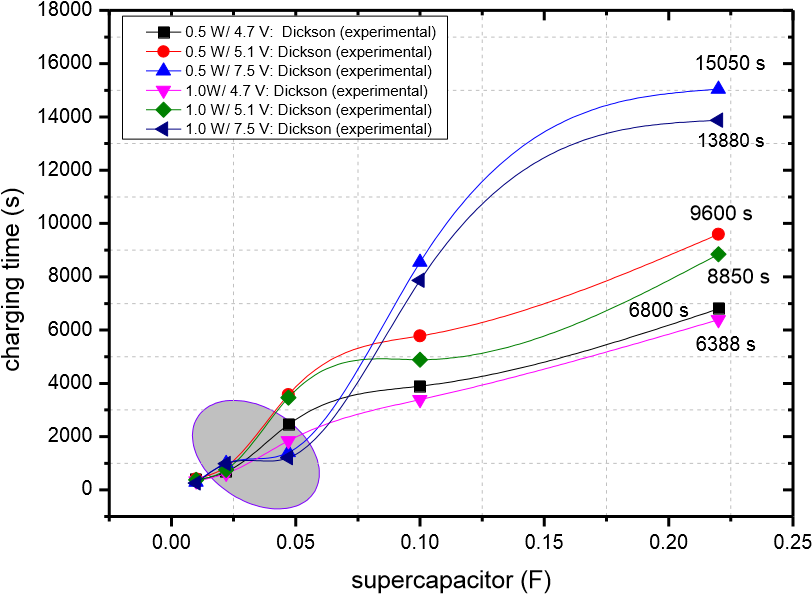 18000
16000
14000
12000
10000
8000
6000
4000
2000
0
charging time (s)
0.5 W/ 4.7 V:  Dickson (experimental)
0.5 W/ 5.1 V: Dickson (experimental)
0.5 W/ 7.5 V: Dickson (experimental)
1.0W/ 4.7 V: Dickson (experimental)
1.0 W/ 5.1 V: Dickson (experimental)
1.0 W/ 7.5 V: Dickson (experimental)
15050 s
13880 s
9600 s
8850 s
6800 s
6388 s
0.00
0.05
0.10
0.15
0.20
0.25
supercapacitor (F)